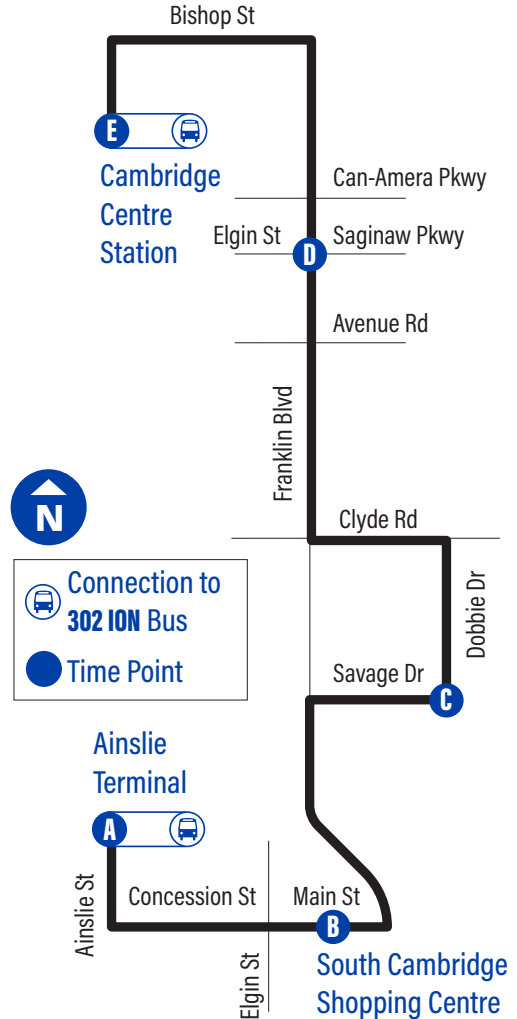 Bishop St
E
Cambridge
Centre
Station
Can-Amera Pkwy
Elgin St
Saginaw Pkwy
D
Avenue Rd
Franklin Blvd
N
Clyde Rd
Connection to
302 ION Bus
Time Point
Dobbie Dr
Savage Dr
C
Ainslie
Terminal
A
Ainslie St
Concession St
Main St
B
Elgin St
South Cambridge
Shopping Centre